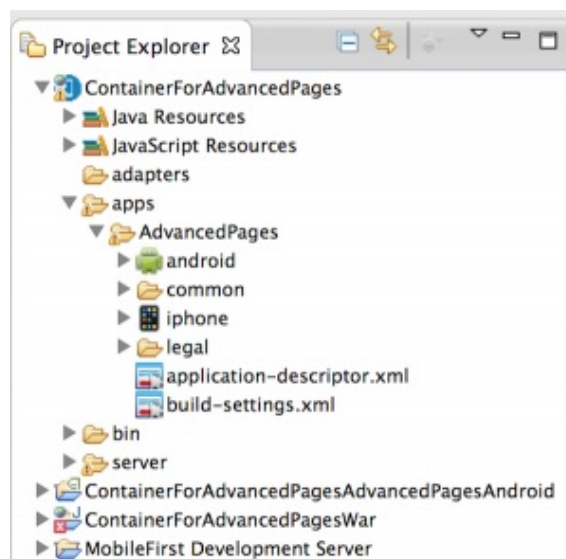 Project Explorer
ContainerForAdvancedPages
Java Resources
JavaScript Resources
adapters
apps
AdvancedPages
android
common
iphone
legal
application-descriptor.xml
build-settings.xml
bin
server
ContainerForAdvancedPagesAdvancedPagesAndroid
ContainerForAdvancedPagesWar
MobileFirst Development Server